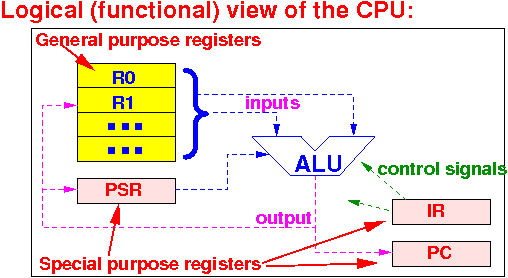 Logical (functional) view of the CPU:
General purpose registers
R0
R1
inputs
ALU
control signals
PSR
output
IR
PC
Special purpose registers